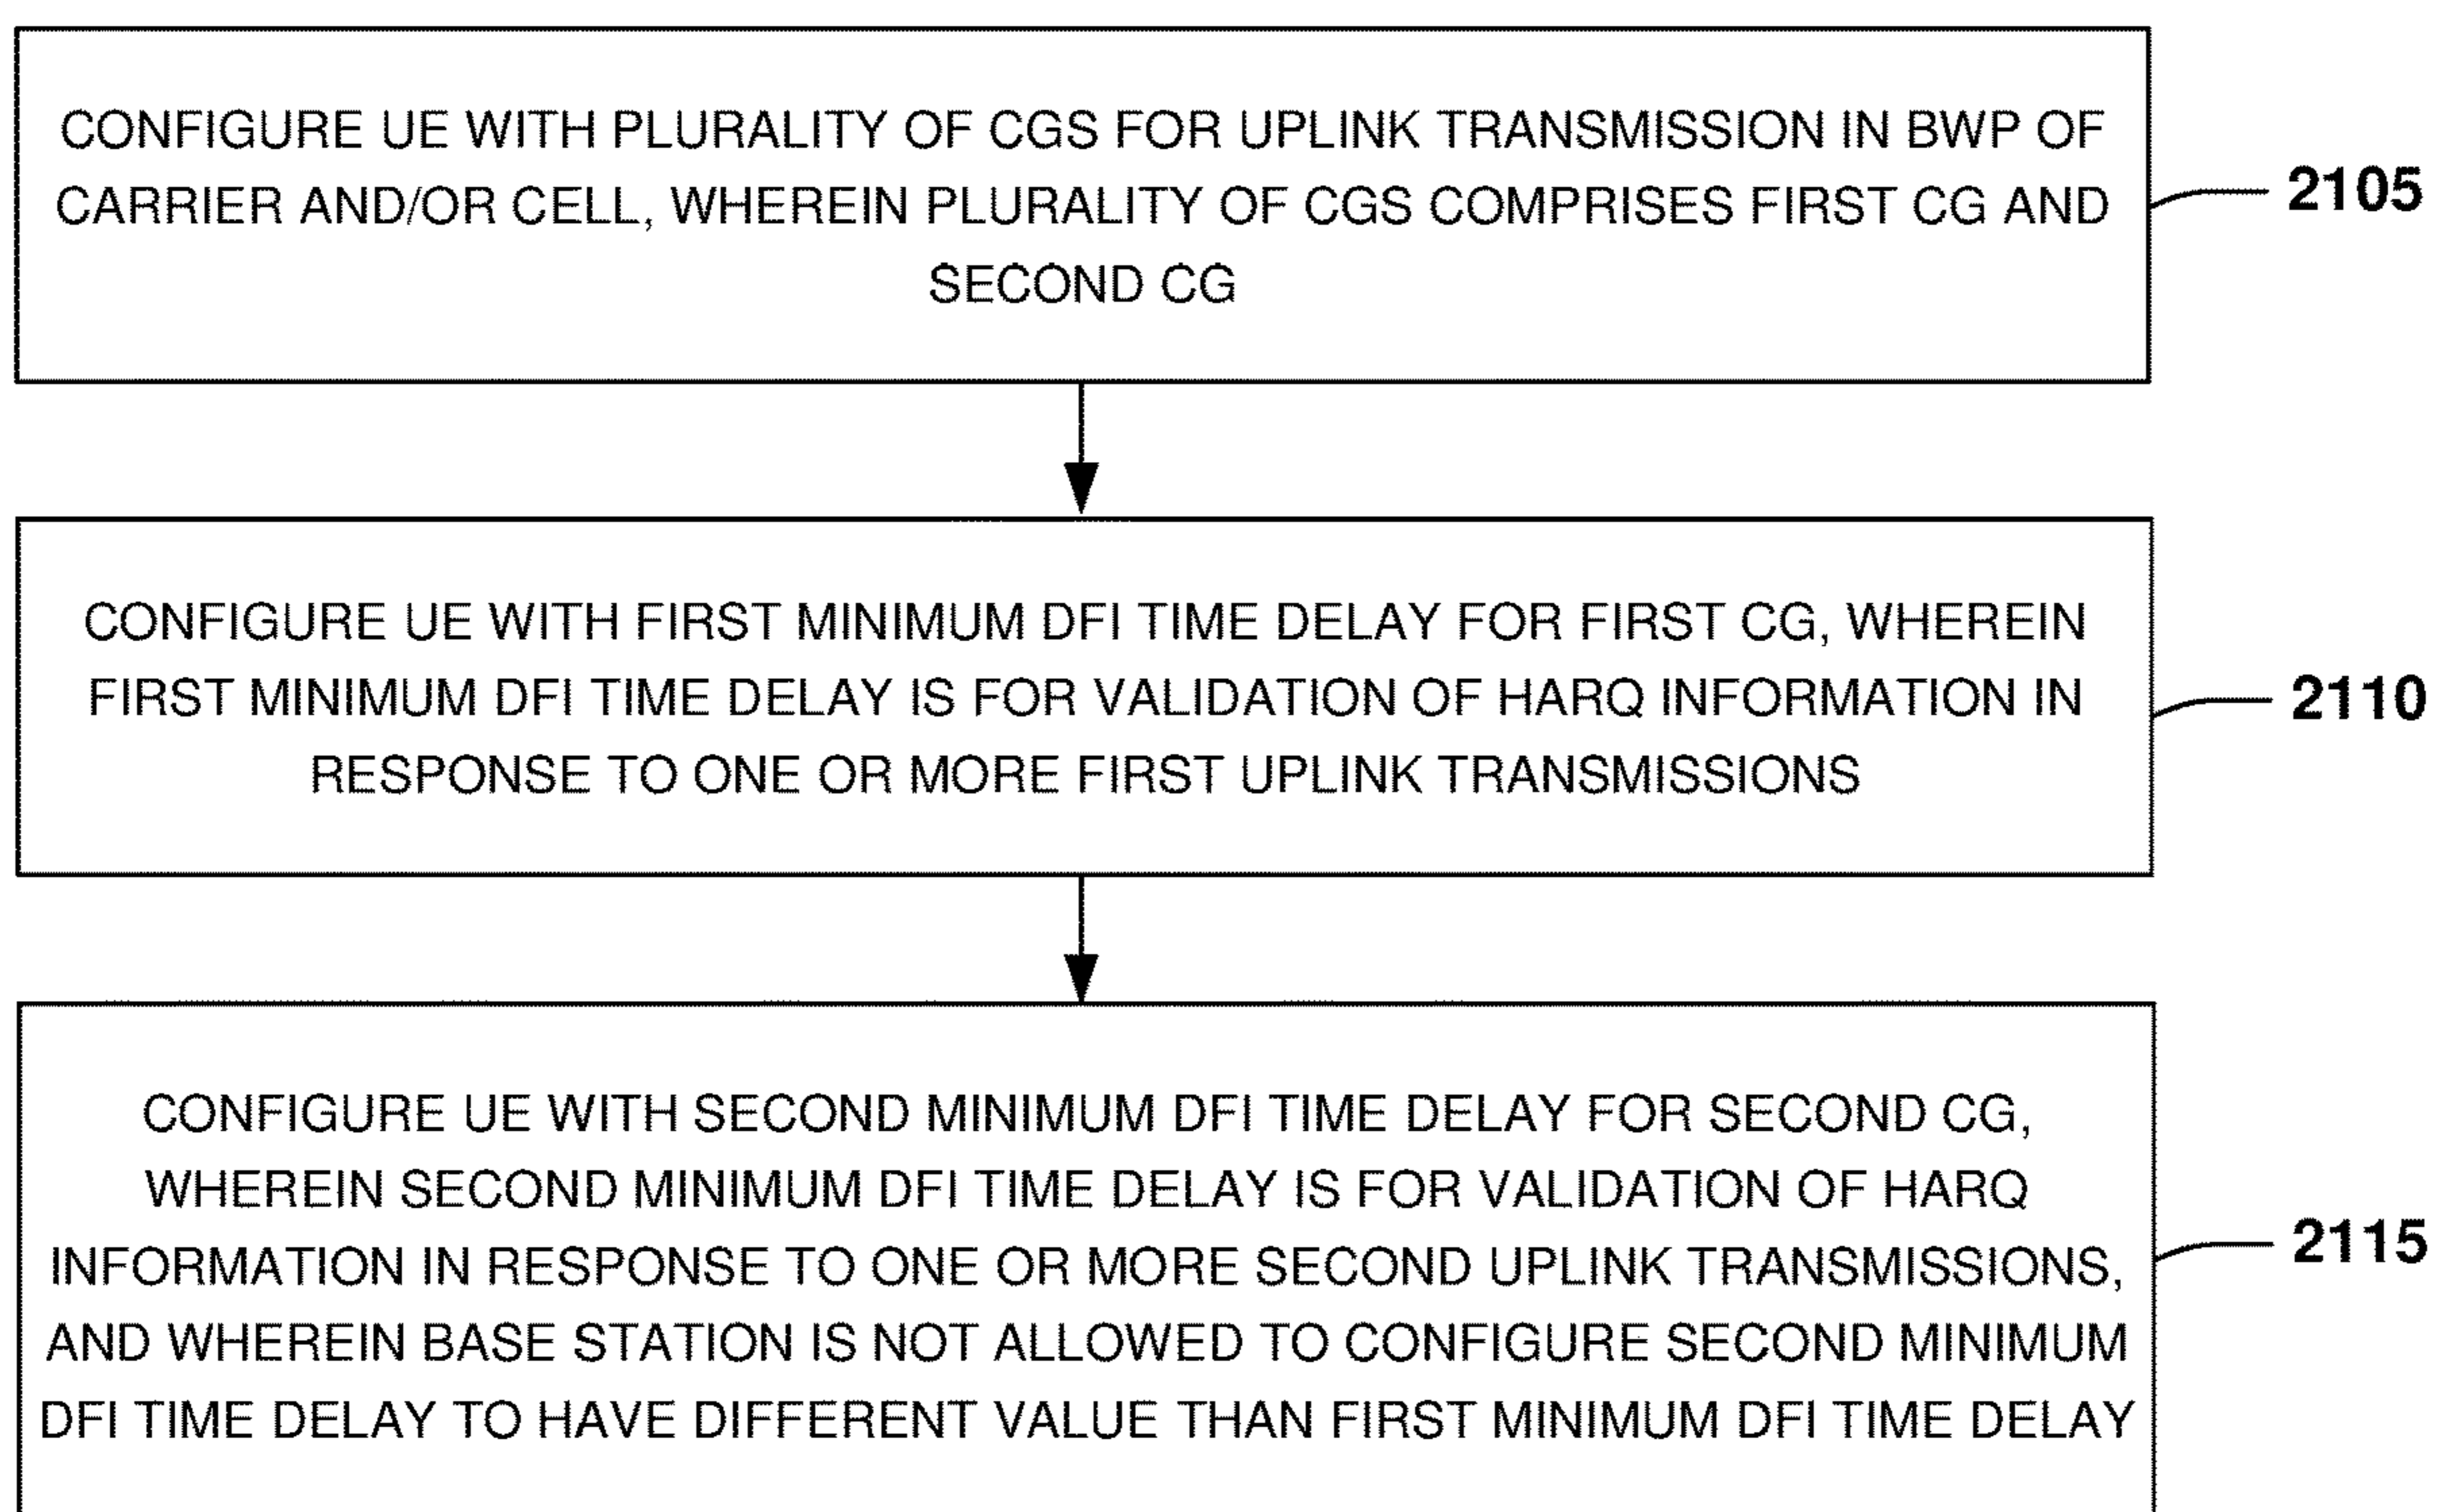 CONFIGURE UE WITH PLURALITY OF CGS FOR UPLINK TRANSMISSION IN BWP OF
CARRIER AND/OR CELL, WHEREIN PLURALITY OF CGS COMPRISES FIRST CG AND
SECOND CG
2105
CONFIGURE UE WITH FIRST MINIMUM DFI TIME DELAY FOR FIRST CG, WHEREIN
FIRST MINIMUM DFI TIME DELAY IS FOR VALIDATION OF HARQ INFORMATION IN
RESPONSE TO ONE OR MORE FIRST UPLINK TRANSMISSIONS
2110
CONFIGURE UE WITH SECOND MINIMUM DFI TIME DELAY FOR SECOND CG,
WHEREIN SECOND MINIMUM DFI TIME DELAY IS FOR VALIDATION OF HARQ
INFORMATION IN RESPONSE TO ONE OR MORE SECOND UPLINK TRANSMISSIONS,
AND WHEREIN BASE STATION IS NOT ALLOWED TO CONFIGURE SECOND MINIMUM
DFI TIME DELAY TO HAVE DIFFERENT VALUE THAN FIRST MINIMUM DFI TIME DELAY
2115